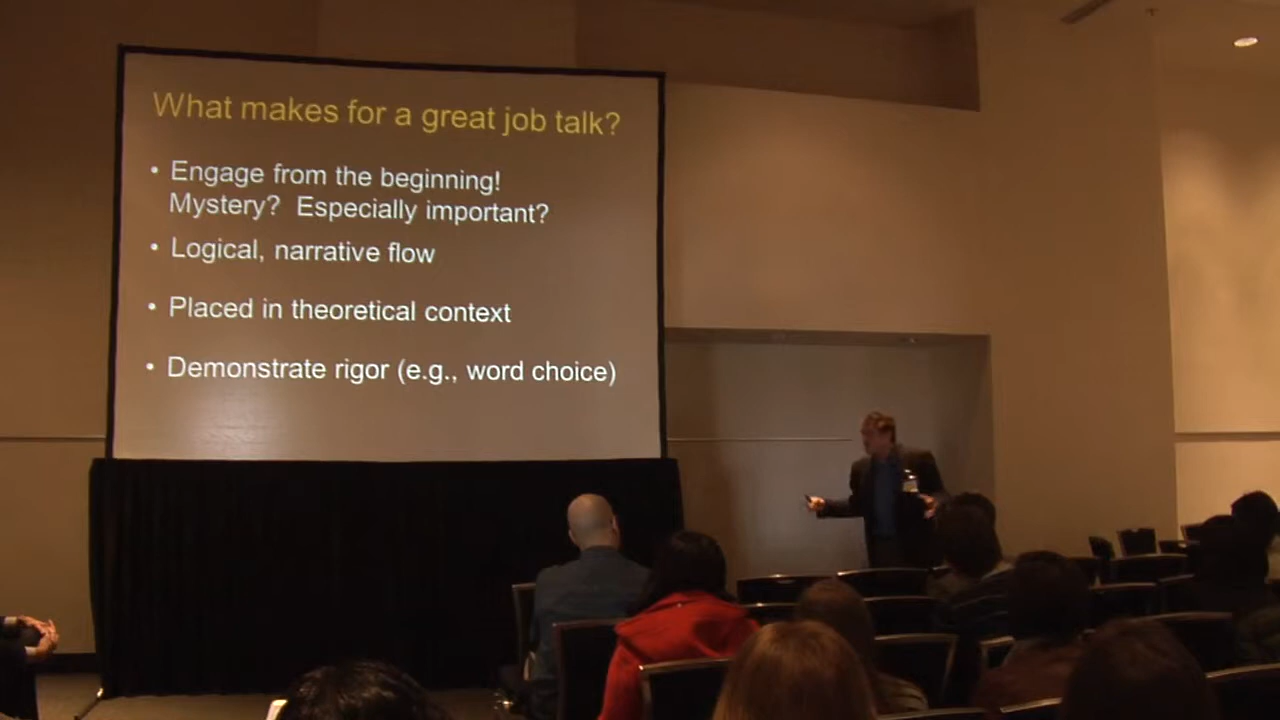 What makes for a great job talk?
• Engage from the beginning!
Mystery? Especially important?
• Logical, narrative flow
• Placed in theoretical context
• Demonstrate rigor (e.g., word choice)